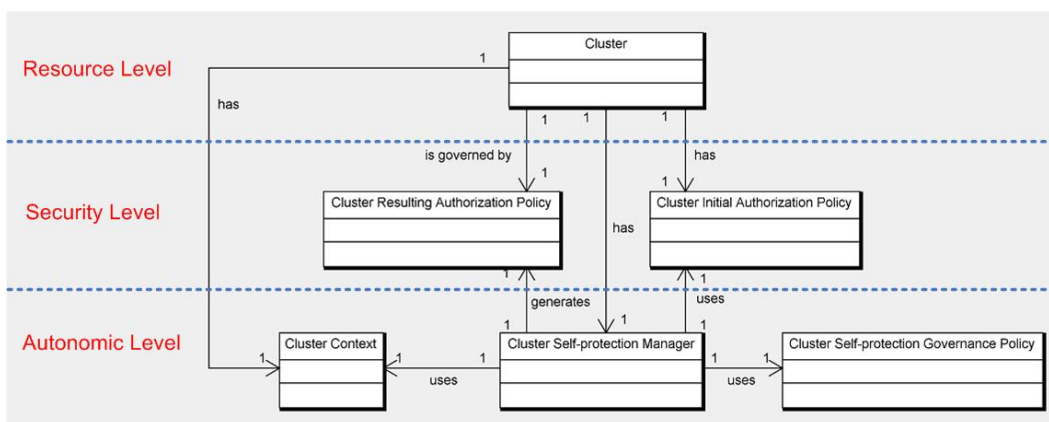 Cluster
1
Resource Level
has
1
1
1
is governed by
has
1
1
Cluster Resulting Authorization Policy
Cluster Initial Authorization Policy
Security Level
has
1
1
generates
uses
1
1
1
Autonomic Level
Cluster Context
Cluster Self-protection Manager
Cluster Self-protection Governance Policy
1
1
1
1
1
uses
uses